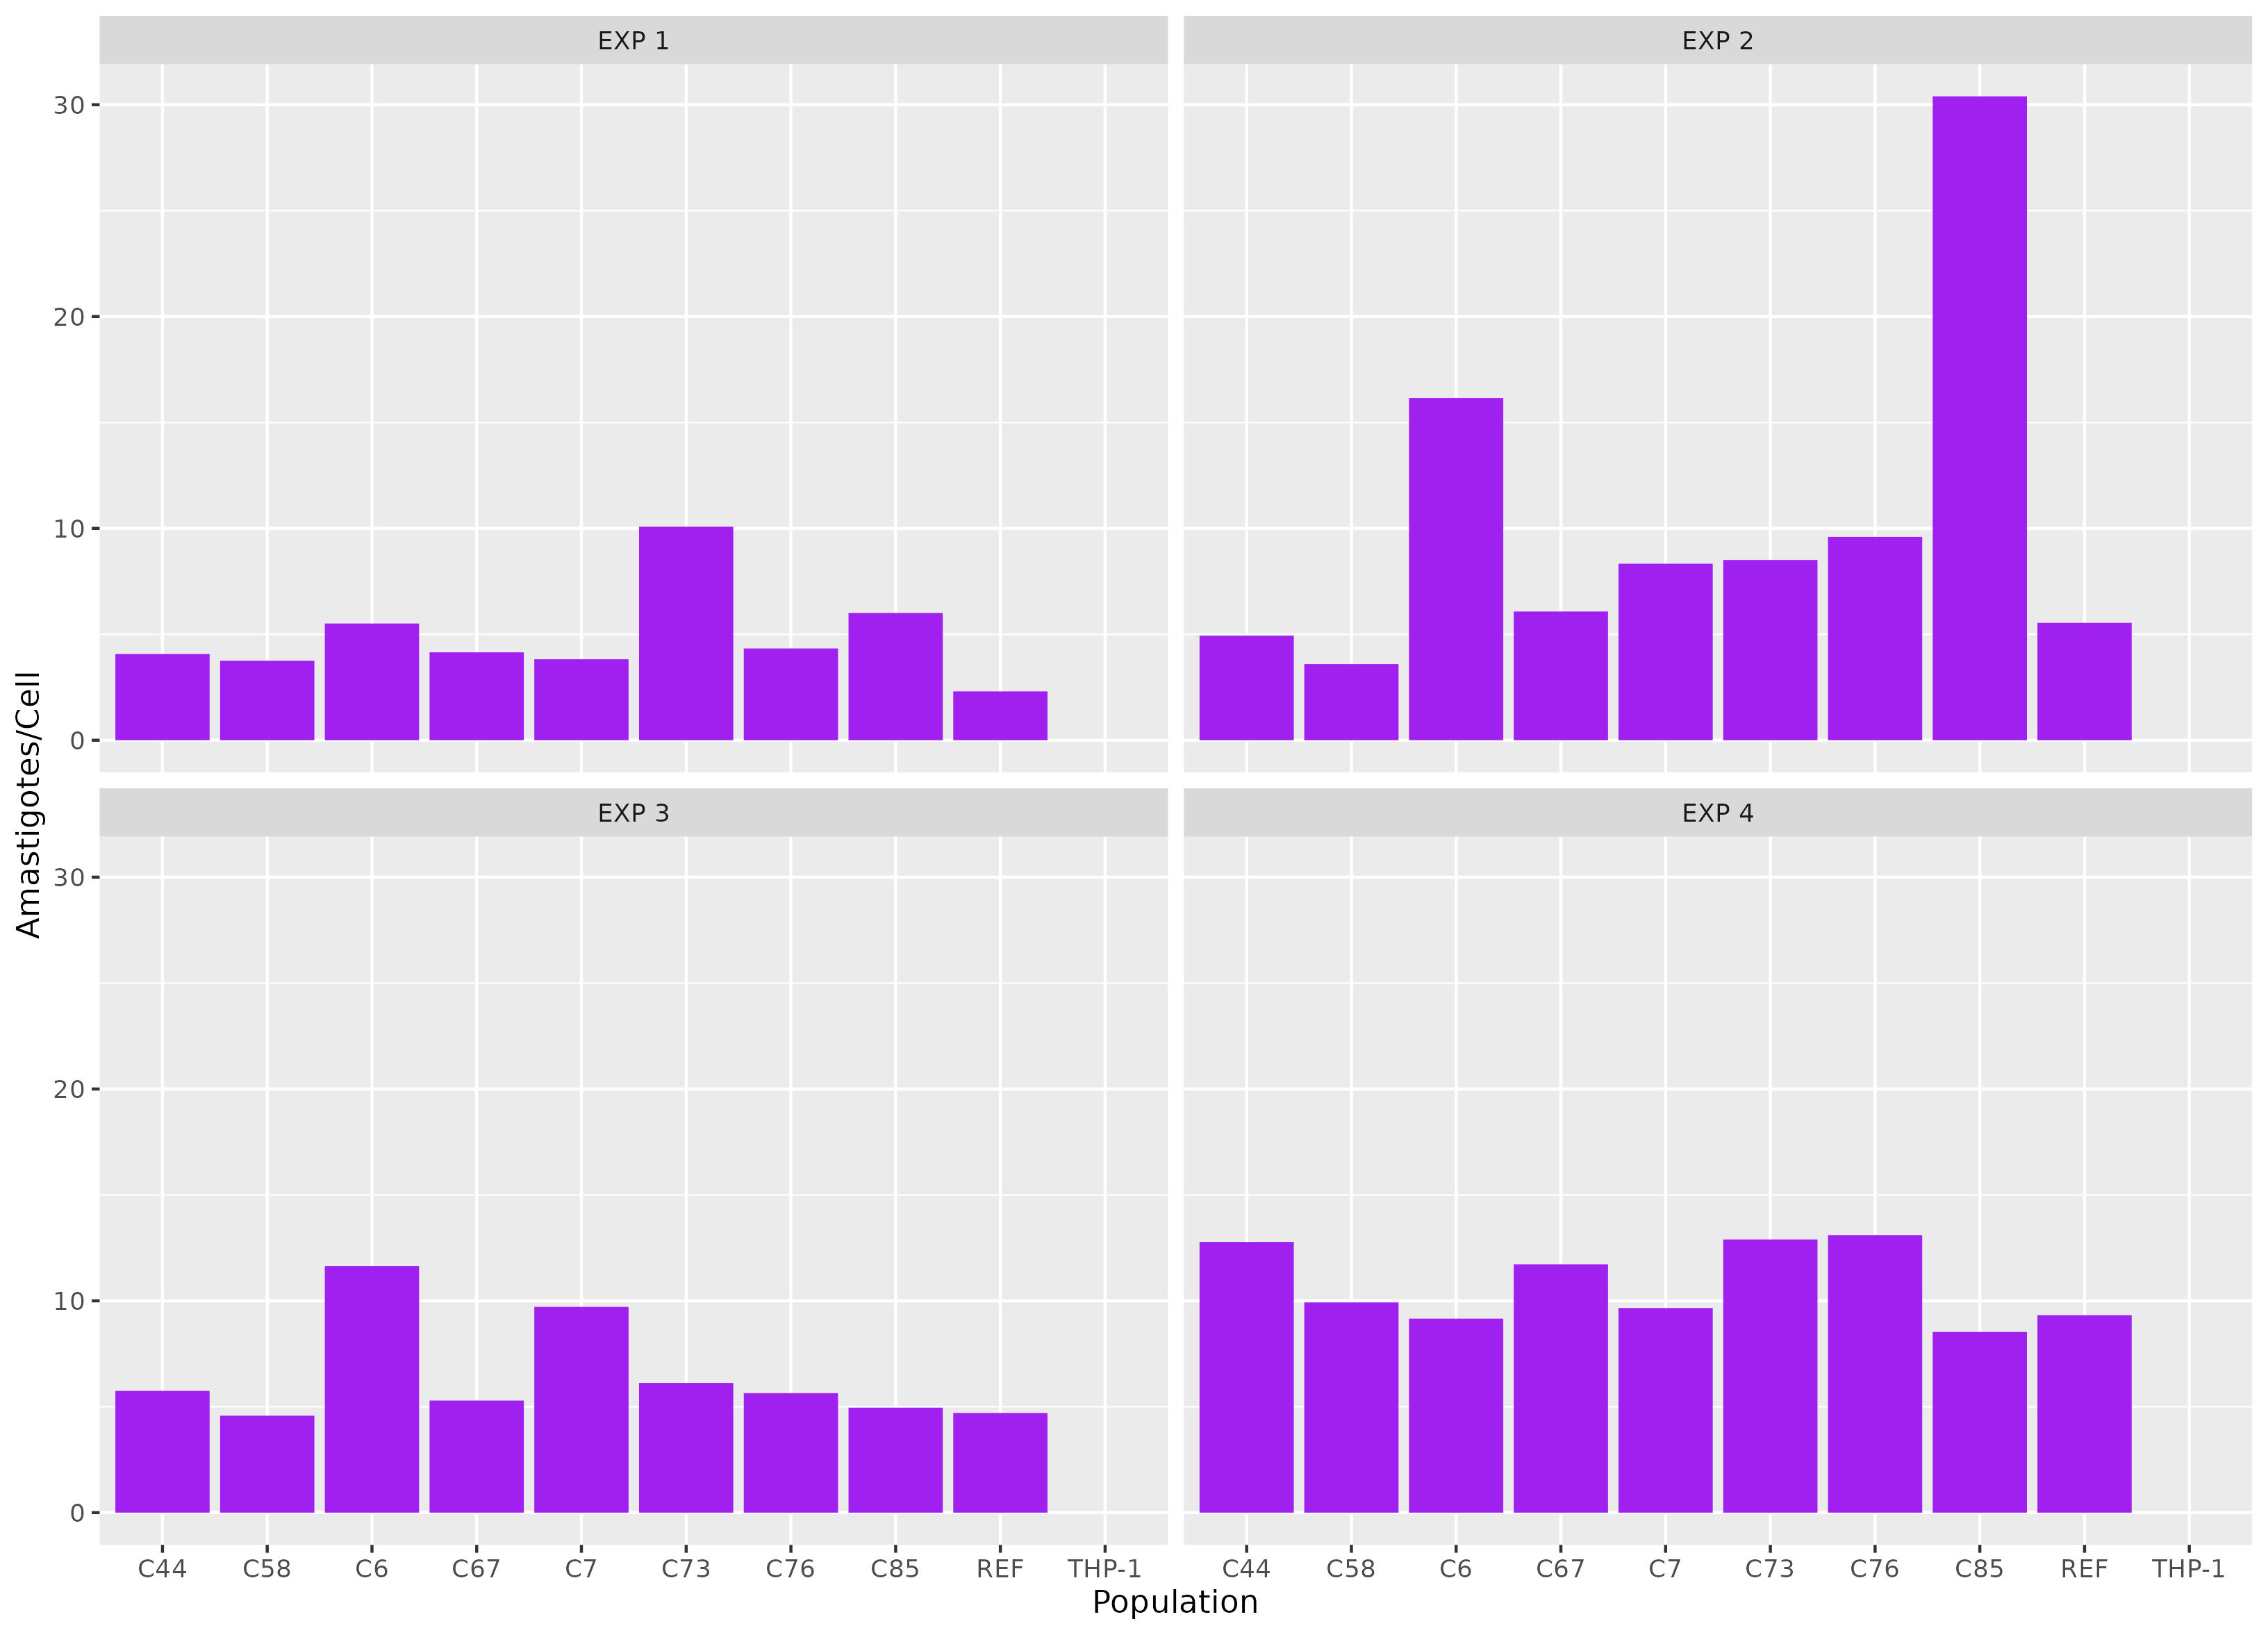 EXP 1
EXP 2
30
20
10
0
EXP 3
EXP 4
30
20
10
0
C44 C58 C6 C67 C7 C73 C76 C85 REF THP-1
C44 C58 C6 C67 C7 C73 C76 C85 REF THP-1
Population
Amastigotes/Cell